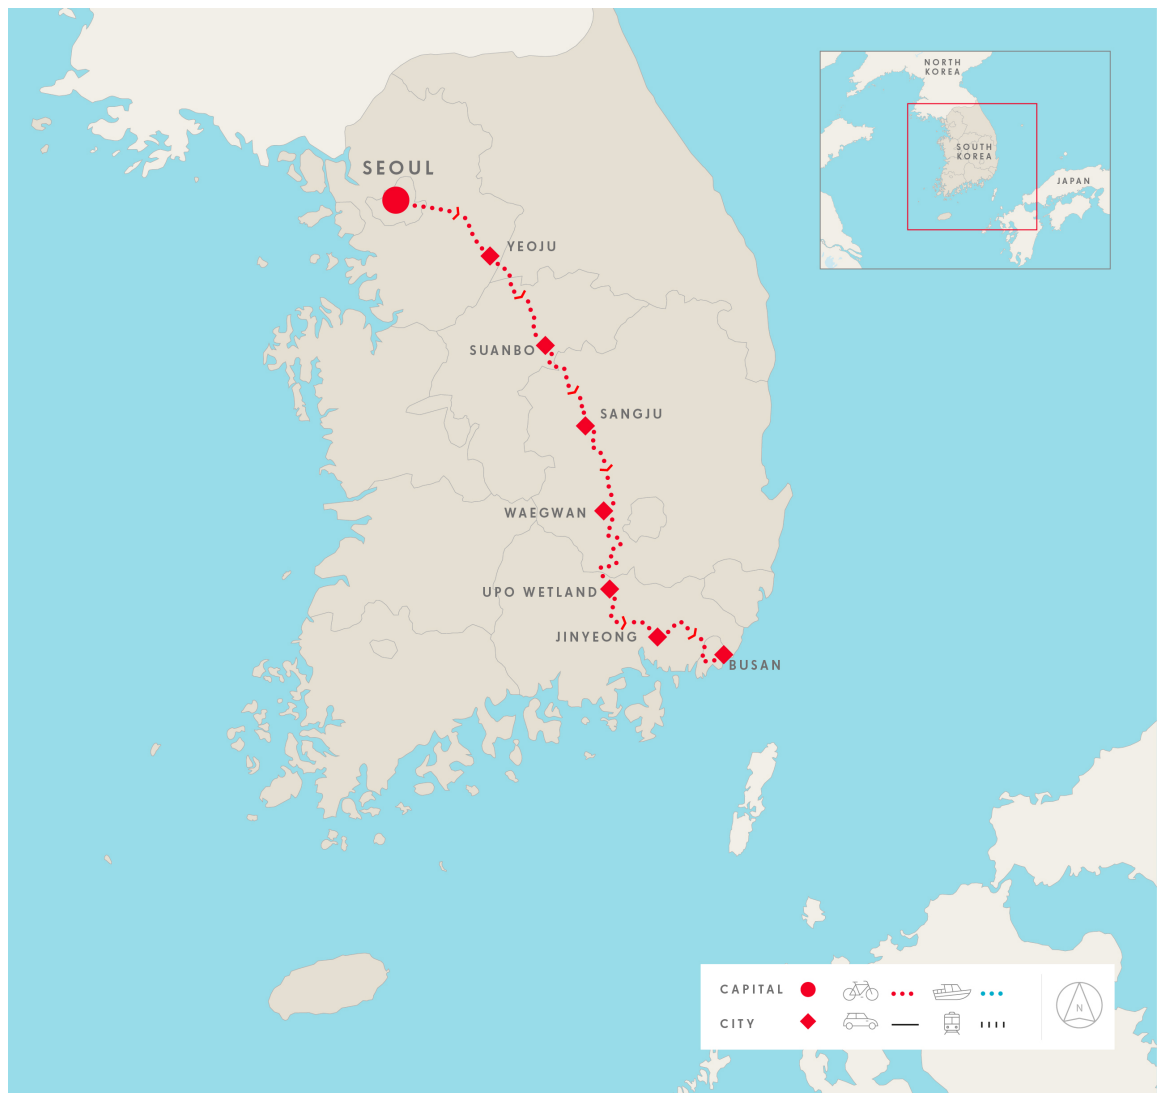 NORTH
KOREA
SOUTH
KOREA
JAPAN
SEOUL
YEOJU
SUANBO
SANGJU
WAEGWAN
UPO WETLAND
JINYEONG
BUSAN
CAPITAL
CITY
N